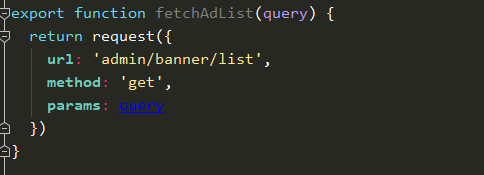 export function fetchAdList(query) {
return request({
url: 'admin/banner/list',
method: 'get',
params: query
})
}